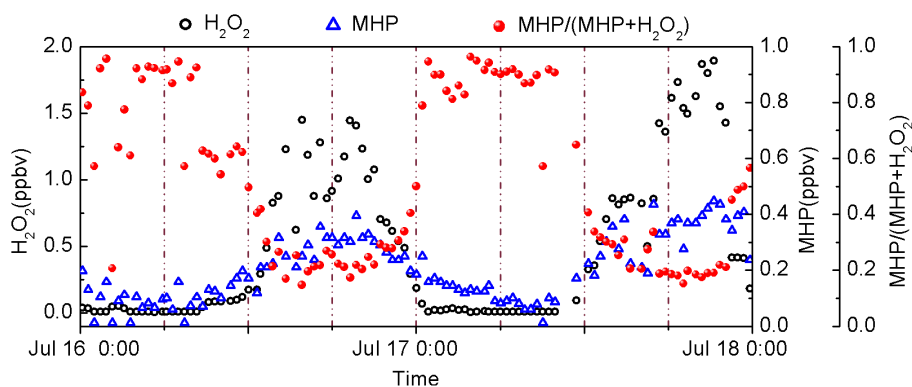 H₂O₂ MHP MHP/(MHP+H₂O₂)
2.0 1.0 1.0
1.5 0.8 0.8
1.0 0.6 0.6
0.5 0.4 0.4
0.0 0.2 0.2
0.0 0.0
H₂O₂(ppbv)
MHP(ppbv)
MHP/(MHP+H₂O₂)
Jul 16 0:00 Jul 17 0:00 Jul 18 0:00
Time